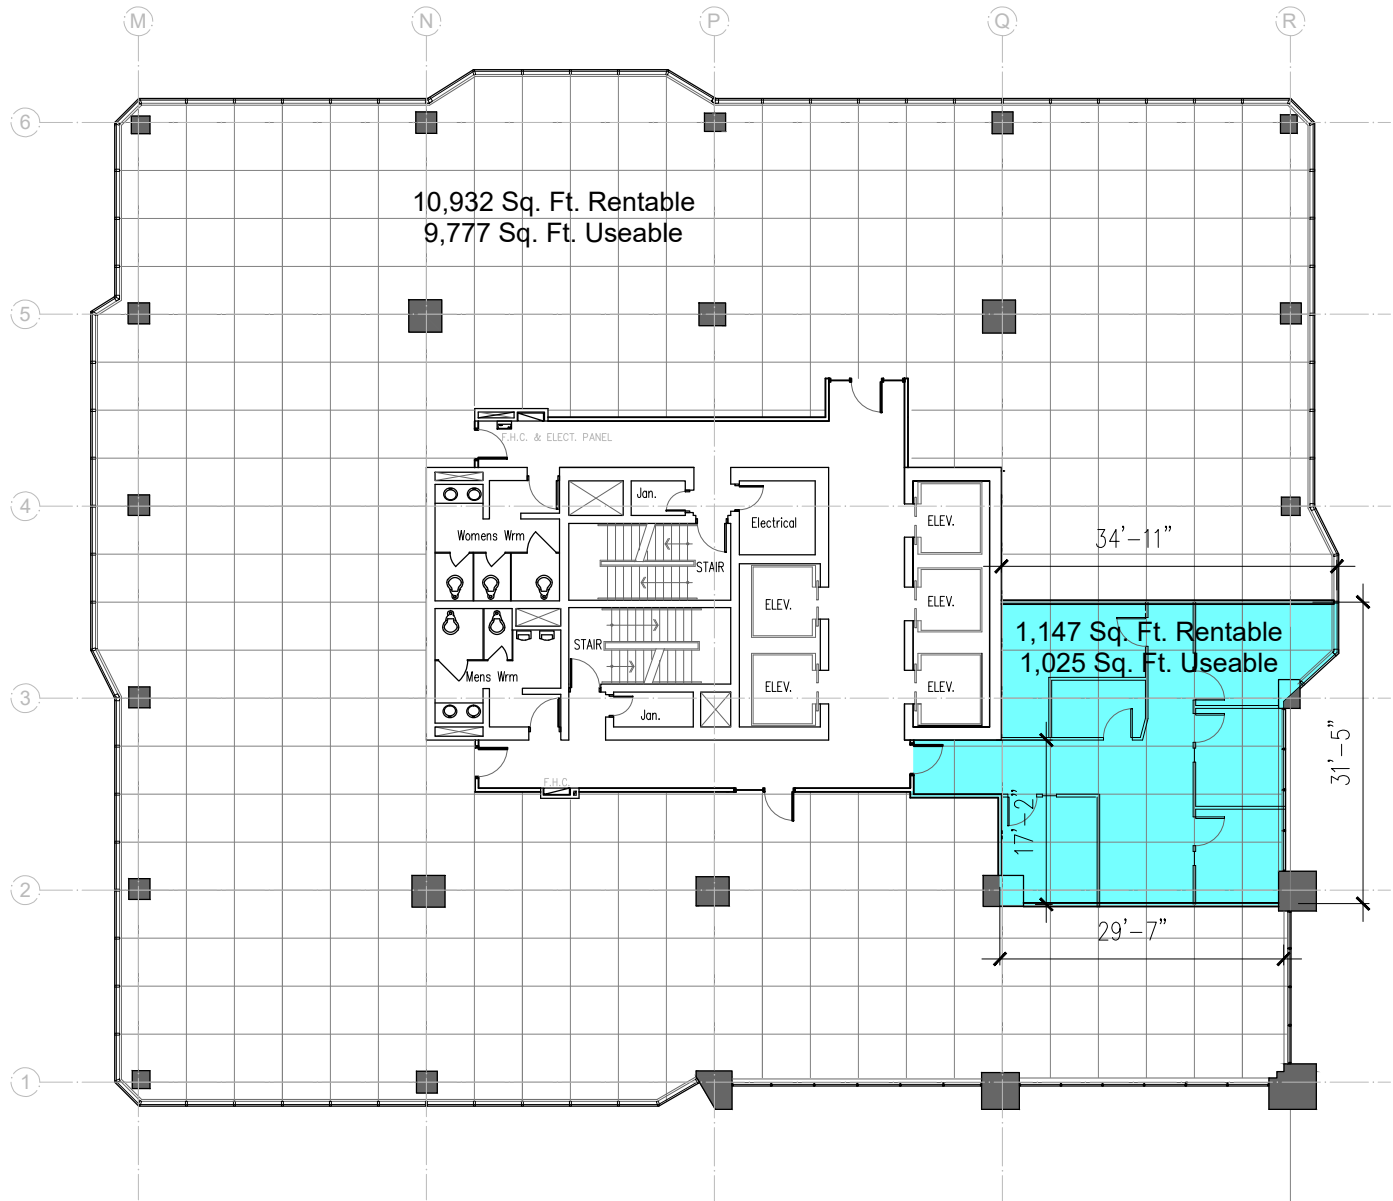 M
N
P
Q
R
6
10,932 Sq. Ft. Rentable
9,777 Sq. Ft. Useable
5
F.H.C. & ELECT. PANEL
4
Jan.
Electrical
ELEV.
Womens Wrm
34'-11"
STAIR
ELEV.
ELEV.
1,147 Sq. Ft. Rentable
1,025 Sq. Ft. Useable
STAIR
Mens Wrm
ELEV.
ELEV.
3
Jan.
31'-5"
F.H.C.
17'-2"
2
29'-7"
1